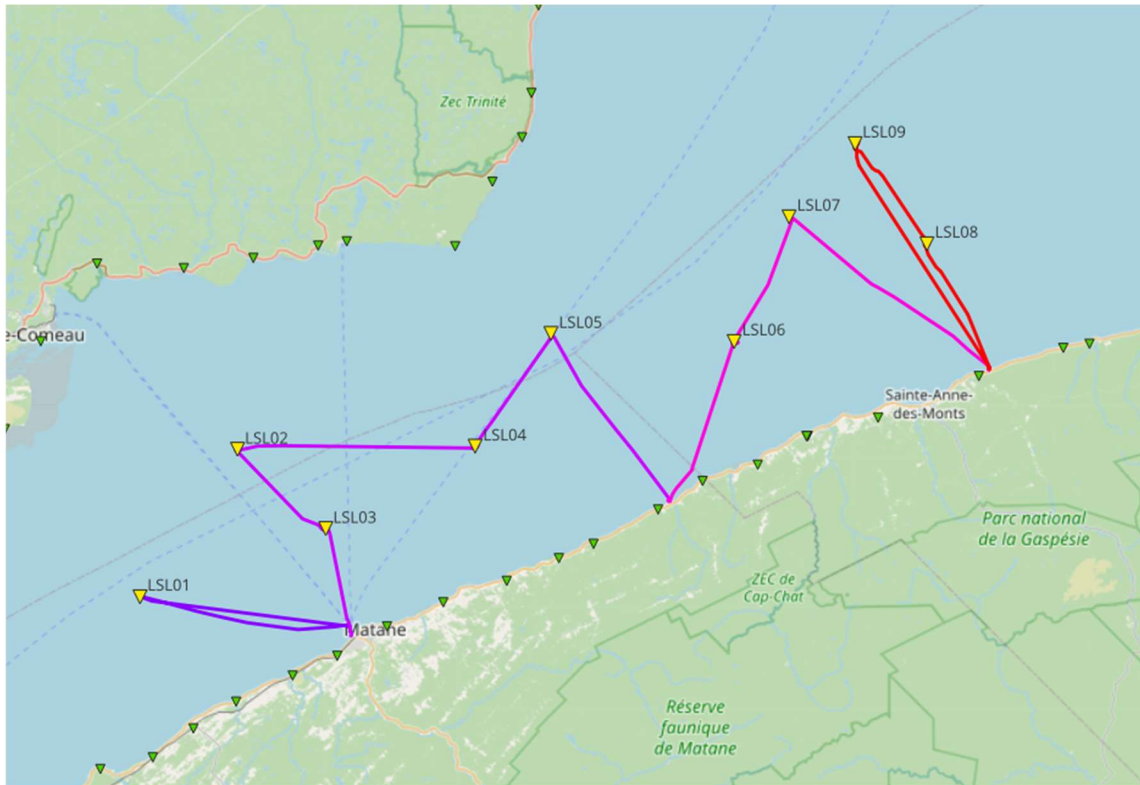 Zec Trinité
LSL09
LSL07
LSL08
LSL05
e-Comeau
LSL06
Sainte-Anne-
des-Monts
LSL02
LSL04
LSL03
Parc national
de la Gaspésie
LSL01
ZEC de
Cap-Chat
Matane
Réserve
faunique
de Matane